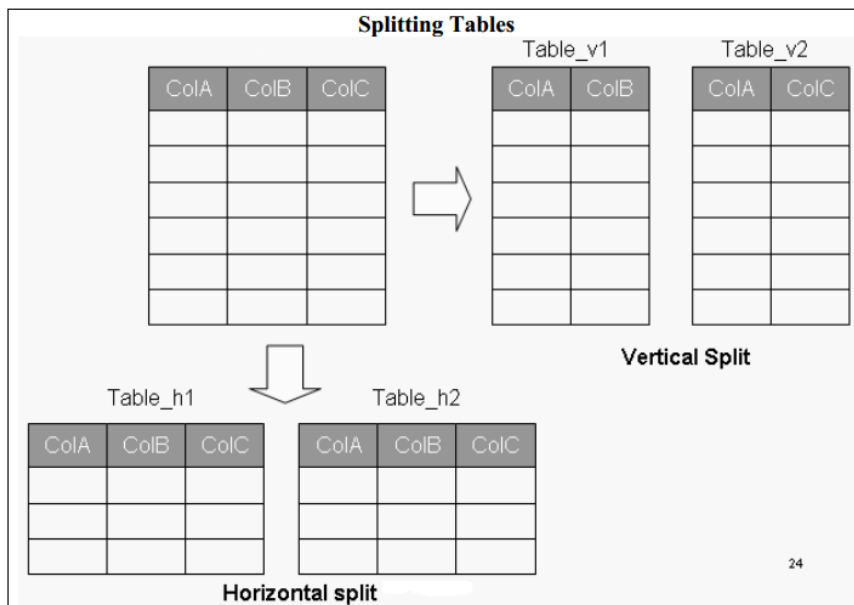 Splitting Tables
Table_v1 Table_v2
ColA ColB ColC
ColA ColB
ColA ColC
Vertical Split
Table_h1 Table_h2
ColA ColB ColC
ColA ColB ColC
24
Horizontal split